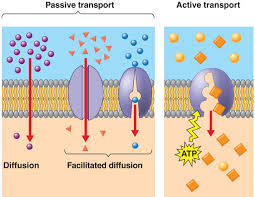 Passive transport
Active transport
Diffusion
Facilitated diffusion
ATP